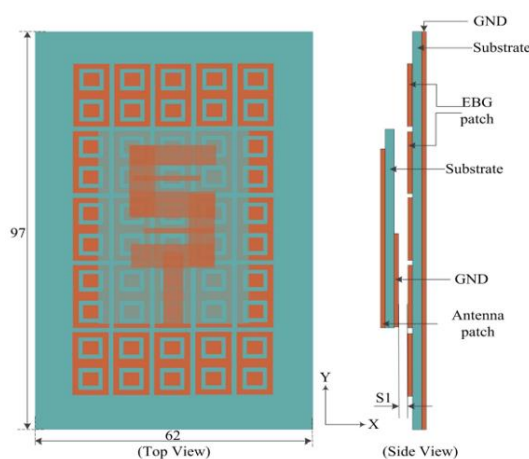 GND
Substrate
EBG
patch
Substrate
97
GND
Antenna
patch
Y
S1
X
62
(Top View)
(Side View)